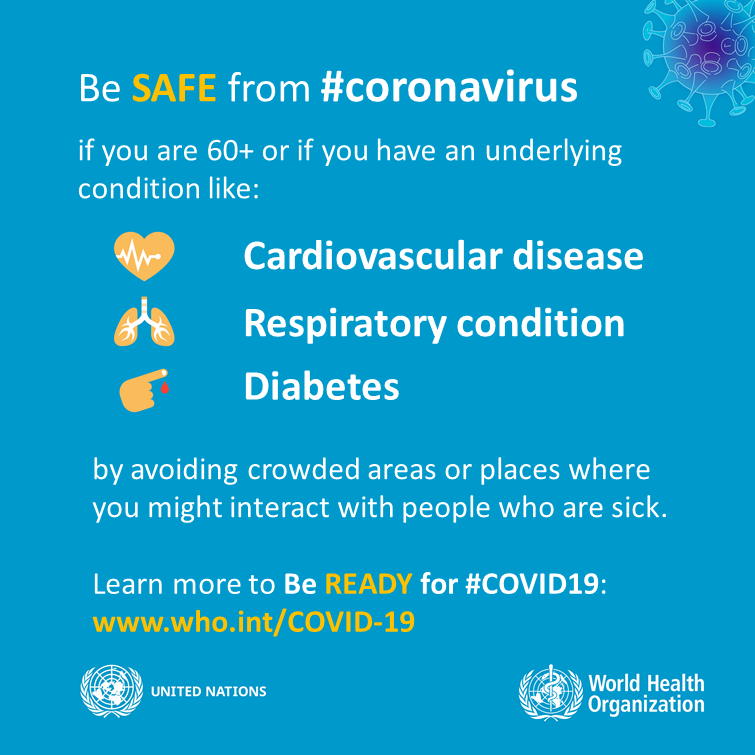 Be SAFE from #coronavirus
if you are 60+ or if you have an underlying
condition like:
Cardiovascular disease
Respiratory condition
Diabetes
by avoiding crowded areas or places where
you might interact with people who are sick.
Learn more to Be READY for #COVID19:
www.who.int/COVID-19
UNITED NATIONS
World Health
Organization